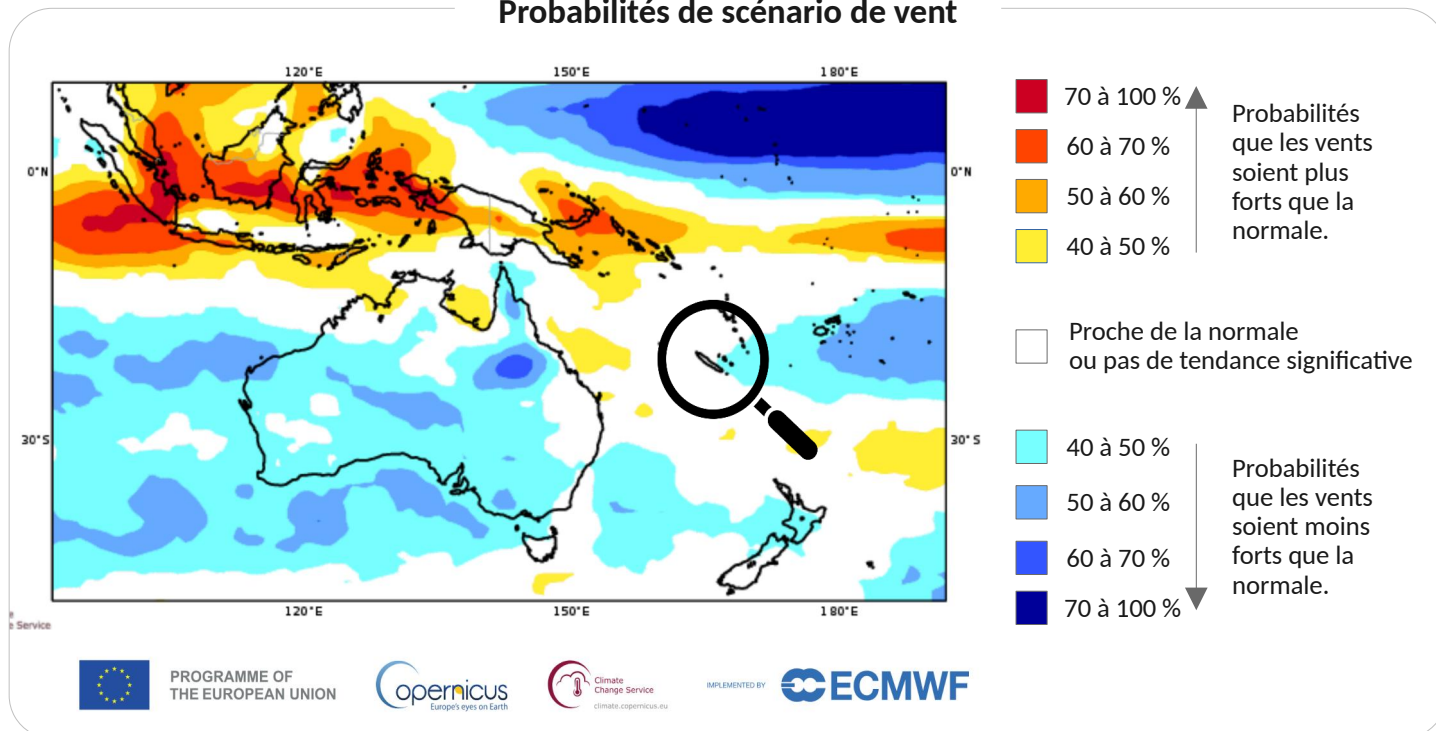 Probabilités de scénario de vent
120°E 150°E 180°E
0°N 0°N
30°S 30°S
120°E 150°E 180°E
e Service
70 à 100 %
60 à 70 %
50 à 60 %
40 à 50 %
Probabilités
que les vents
soient plus
forts que la
normale.
Proche de la normale
ou pas de tendance significative
40 à 50 %
50 à 60 %
60 à 70 %
70 à 100 %
Probabilités
que les vents
soient moins
forts que la
normale.
PROGRAMME OF
THE EUROPEAN UNION
opernicus
Europe's eyes on Earth
Climate
Change Service
climate.copernicus.eu
IMPLEMENTED BY
ECMWF